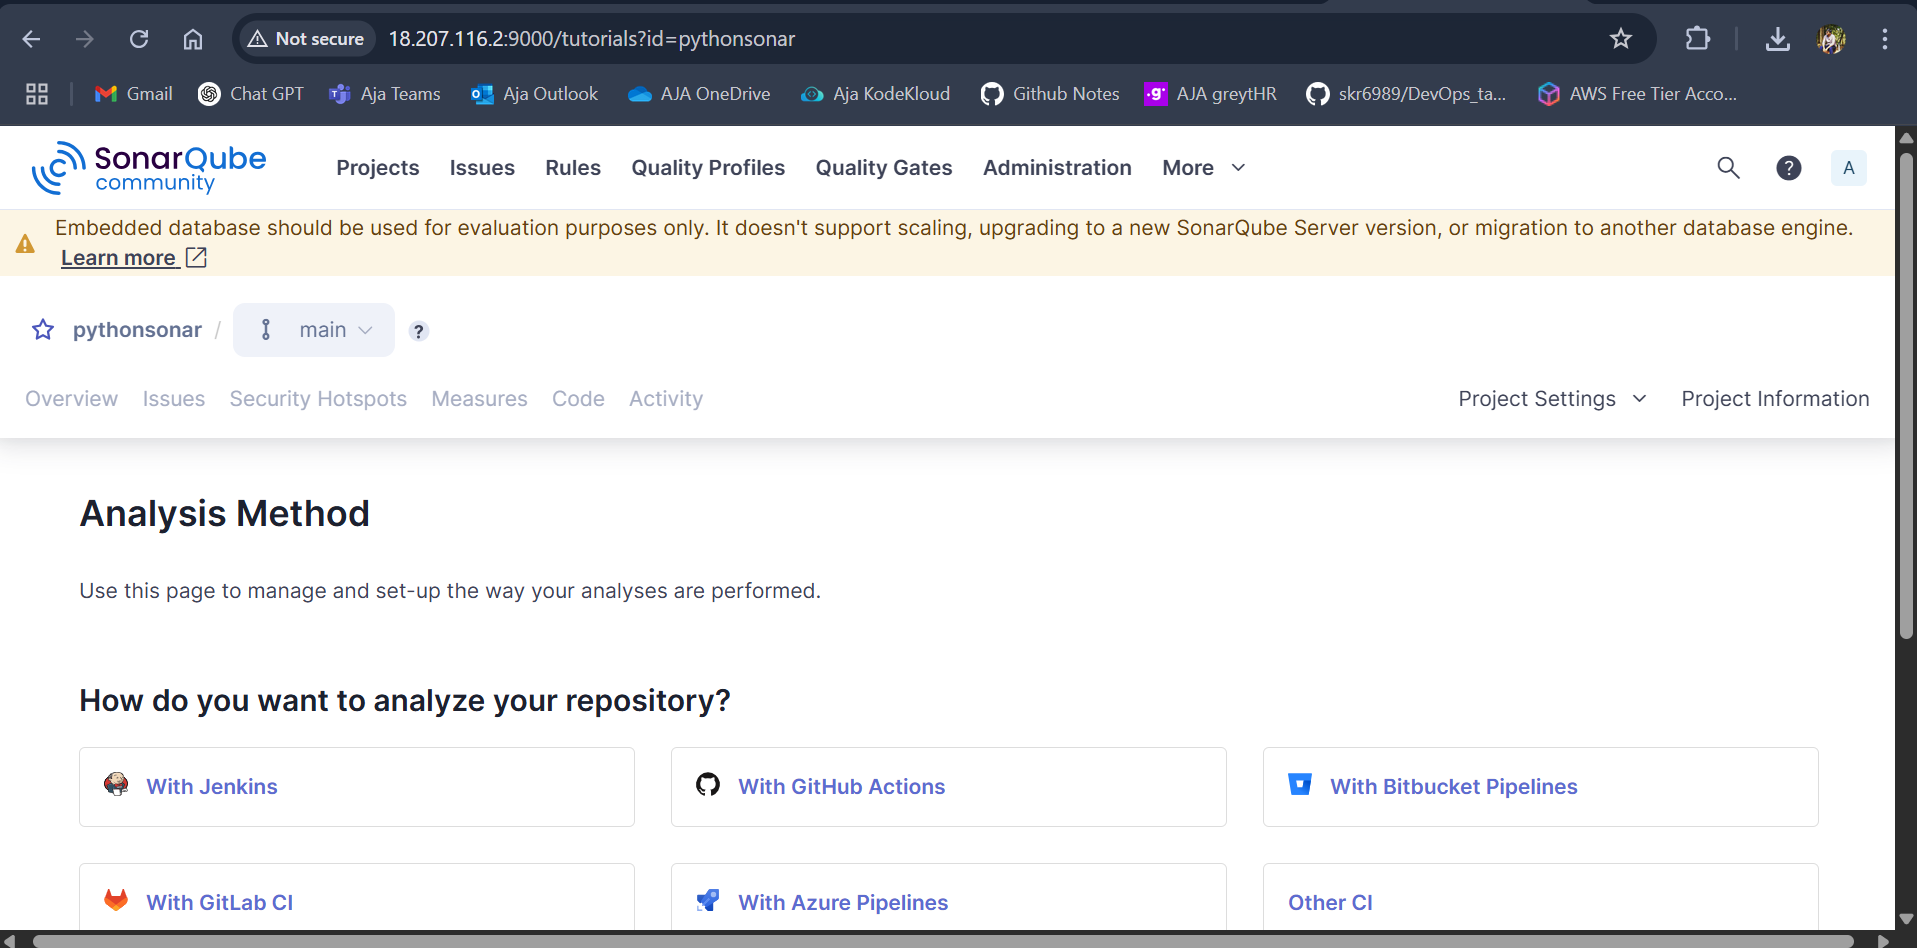 Not secure 18.207.116.2:9000/tutorials?id=pythonsonar
Gmail Chat GPT Aja Teams Aja Outlook AJA OneDrive Aja KodeKloud Github Notes .g: AJA greytHR skr6989/DevOps_ta... AWS Free Tier Acco...
SonarQube
community
Projects Issues Rules Quality Profiles Quality Gates Administration More ? A
Embedded database should be used for evaluation purposes only. It doesn't support scaling, upgrading to a new SonarQube Server version, or migration to another database engine.
Learn more
pythonsonar / main ?
Overview Issues Security Hotspots Measures Code Activity Project Settings Project Information
Analysis Method
Use this page to manage and set-up the way your analyses are performed.
How do you want to analyze your repository?
With Jenkins With GitHub Actions With Bitbucket Pipelines
With GitLab CI With Azure Pipelines Other CI